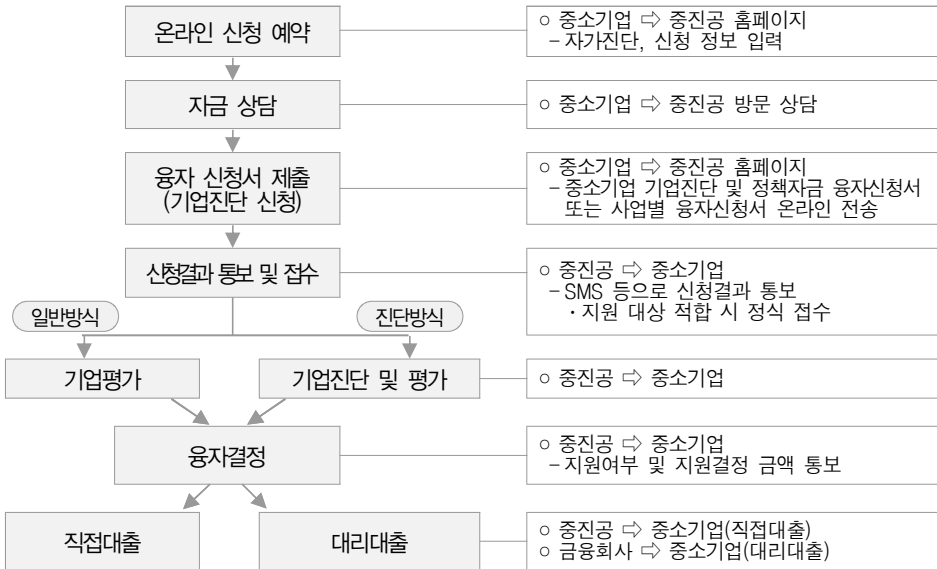 온라인 신청 예약
○ 중소기 업 ⇨ 중진공 홈페이지
- 자가진단, 신청 정보 입력
자금 상담
○ 중소기업 ⇨ 중진공 방문 상담
융자 신청서 제출
(기업진단 신청)
○ 중소기업 ⇨ 중진공 홈페이지
- 중소기업 기업진단 및 정책자금 융자신청서
또는 사업별 융자신청서 온라인 전송
신청결과 통보 및 접수
○ 중진공 ⇨ 중소기업
- SMS 등으로 신청결과 통보
· 지원 대상 적합 시 정식 접수
일반방식
진단방식
기업평가
기업진단 및 평가
○ 중진공 ⇨ 중소기업
융자결정
○ 중진공 ⇨ 중소기업
- 지원여부 및 지원결정 금액 통보
직접대출
대리대출
○ 중진공 ⇨ 중소기업(직접대출)
○ 금융회사 ⇨ 중소기업(대리대출)